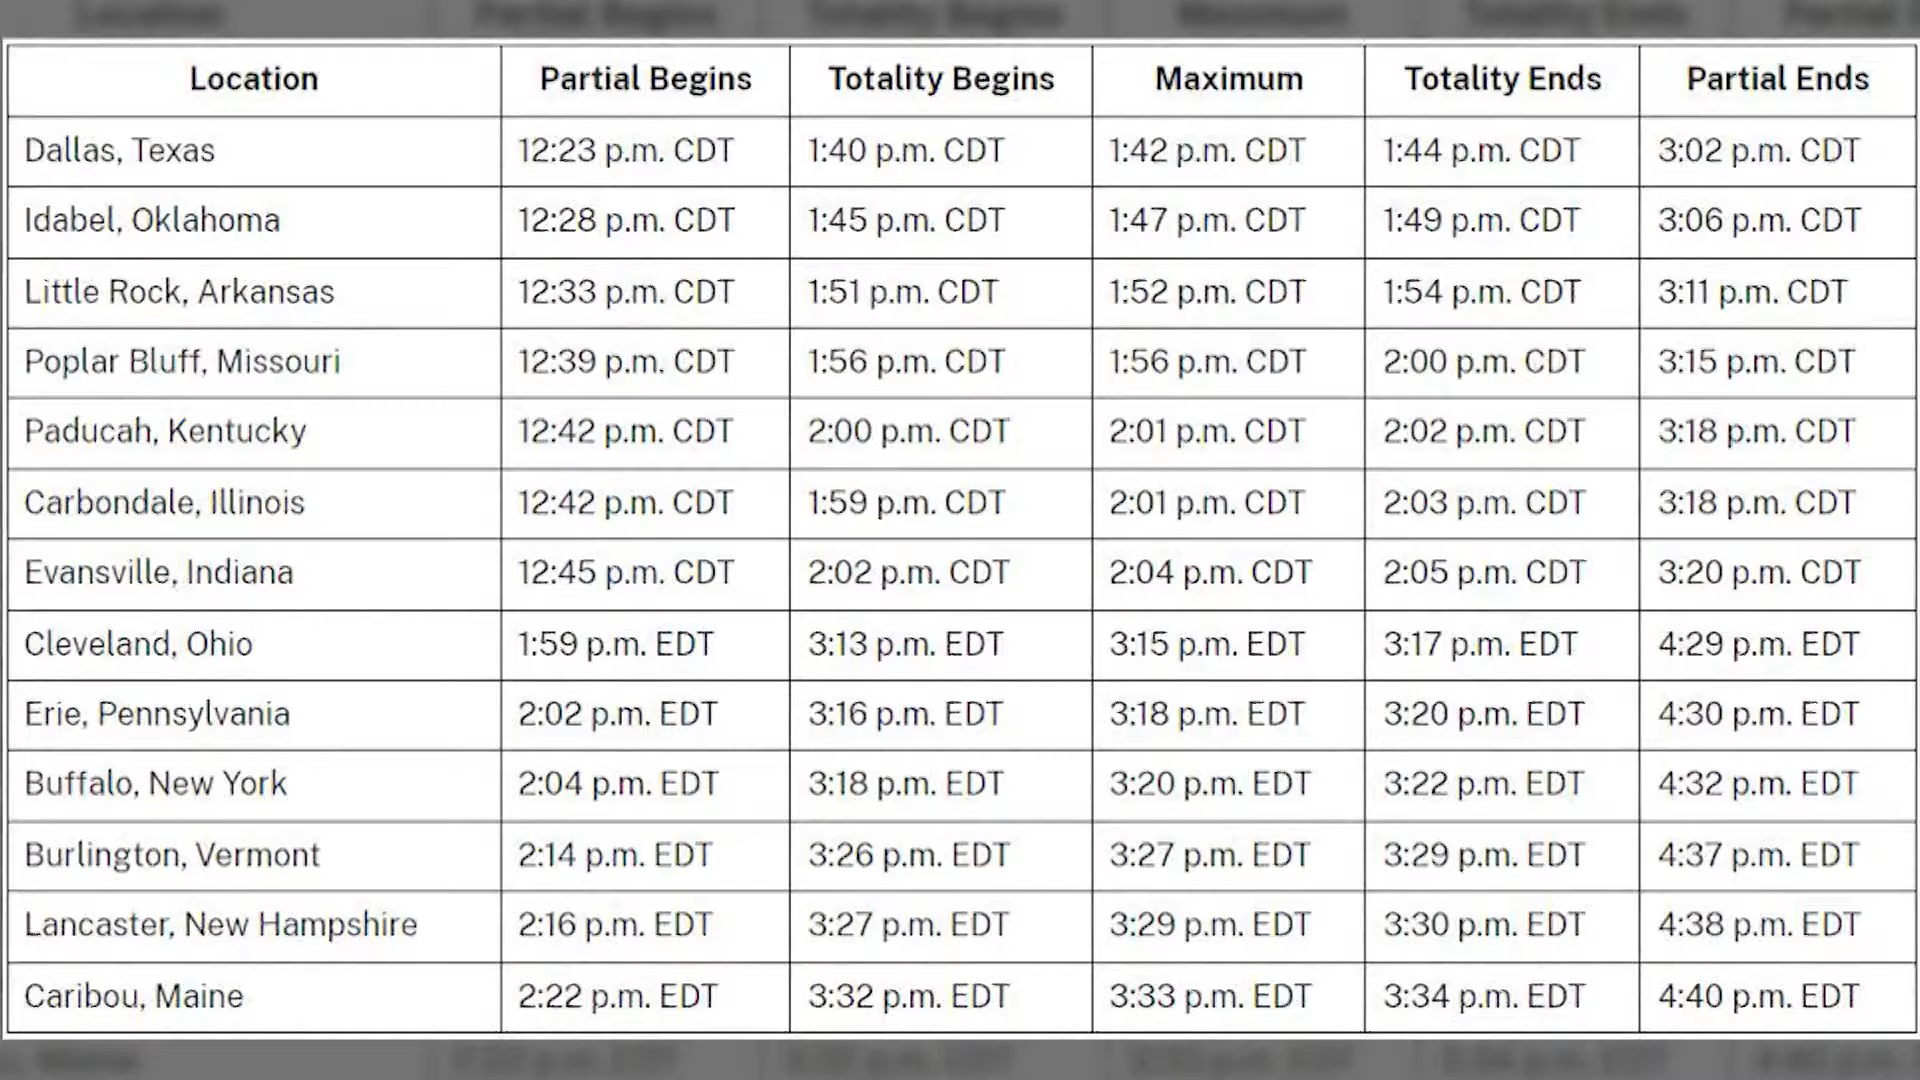 Location Partial Begins Totality Begins Maximum Totality Ends Partial Ends
Dallas, Texas 12:23 p.m. CDT 1:40 p.m. CDT 1:42 p.m. CDT 1:44 p.m. CDT 3:02 p.m. CDT
Idabel, Oklahoma 12:28 p.m. CDT 1:45 p.m. CDT 1:47 p.m. CDT 1:49 p.m. CDT 3:06 p.m. CDT
Little Rock, Arkansas 12:33 p.m. CDT 1:51 p.m. CDT 1:52 p.m. CDT 1:54 p.m. CDT 3:11 p.m. CDT
Poplar Bluff, Missouri 12:39 p.m. CDT 1:56 p.m. CDT 1:56 p.m. CDT 2:00 p.m. CDT 3:15 p.m. CDT
Paducah, Kentucky 12:42 p.m. CDT 2:00 p.m. CDT 2:01 p.m. CDT 2:02 p.m. CDT 3:18 p.m. CDT
Carbondale, Illinois 12:42 p.m. CDT 1:59 p.m. CDT 2:01 p.m. CDT 2:03 p.m. CDT 3:18 p.m. CDT
Evansville, Indiana 12:45 p.m. CDT 2:02 p.m. CDT 2:04 p.m. CDT 2:05 p.m. CDT 3:20 p.m. CDT
Cleveland, Ohio 1:59 p.m. EDT 3:13 p.m. EDT 3:15 p.m. EDT 3:17 p.m. EDT 4:29 p.m. EDT
Erie, Pennsylvania 2:02 p.m. EDT 3:16 p.m. EDT 3:18 p.m. EDT 3:20 p.m. EDT 4:30 p.m. EDT
Buffalo, New York 2:04 p.m. EDT 3:18 p.m. EDT 3:20 p.m. EDT 3:22 p.m. EDT 4:32 p.m. EDT
Burlington, Vermont 2:14 p.m. EDT 3:26 p.m. EDT 3:27 p.m. EDT 3:29 p.m. EDT 4:37 p.m. EDT
Lancaster, New Hampshire 2:16 p.m. EDT 3:27 p.m. EDT 3:29 p.m. EDT 3:30 p.m. EDT 4:38 p.m. EDT
Caribou, Maine 2:22 p.m. EDT 3:32 p.m. EDT 3:33 p.m. EDT 3:34 p.m. EDT 4:40 p.m. EDT